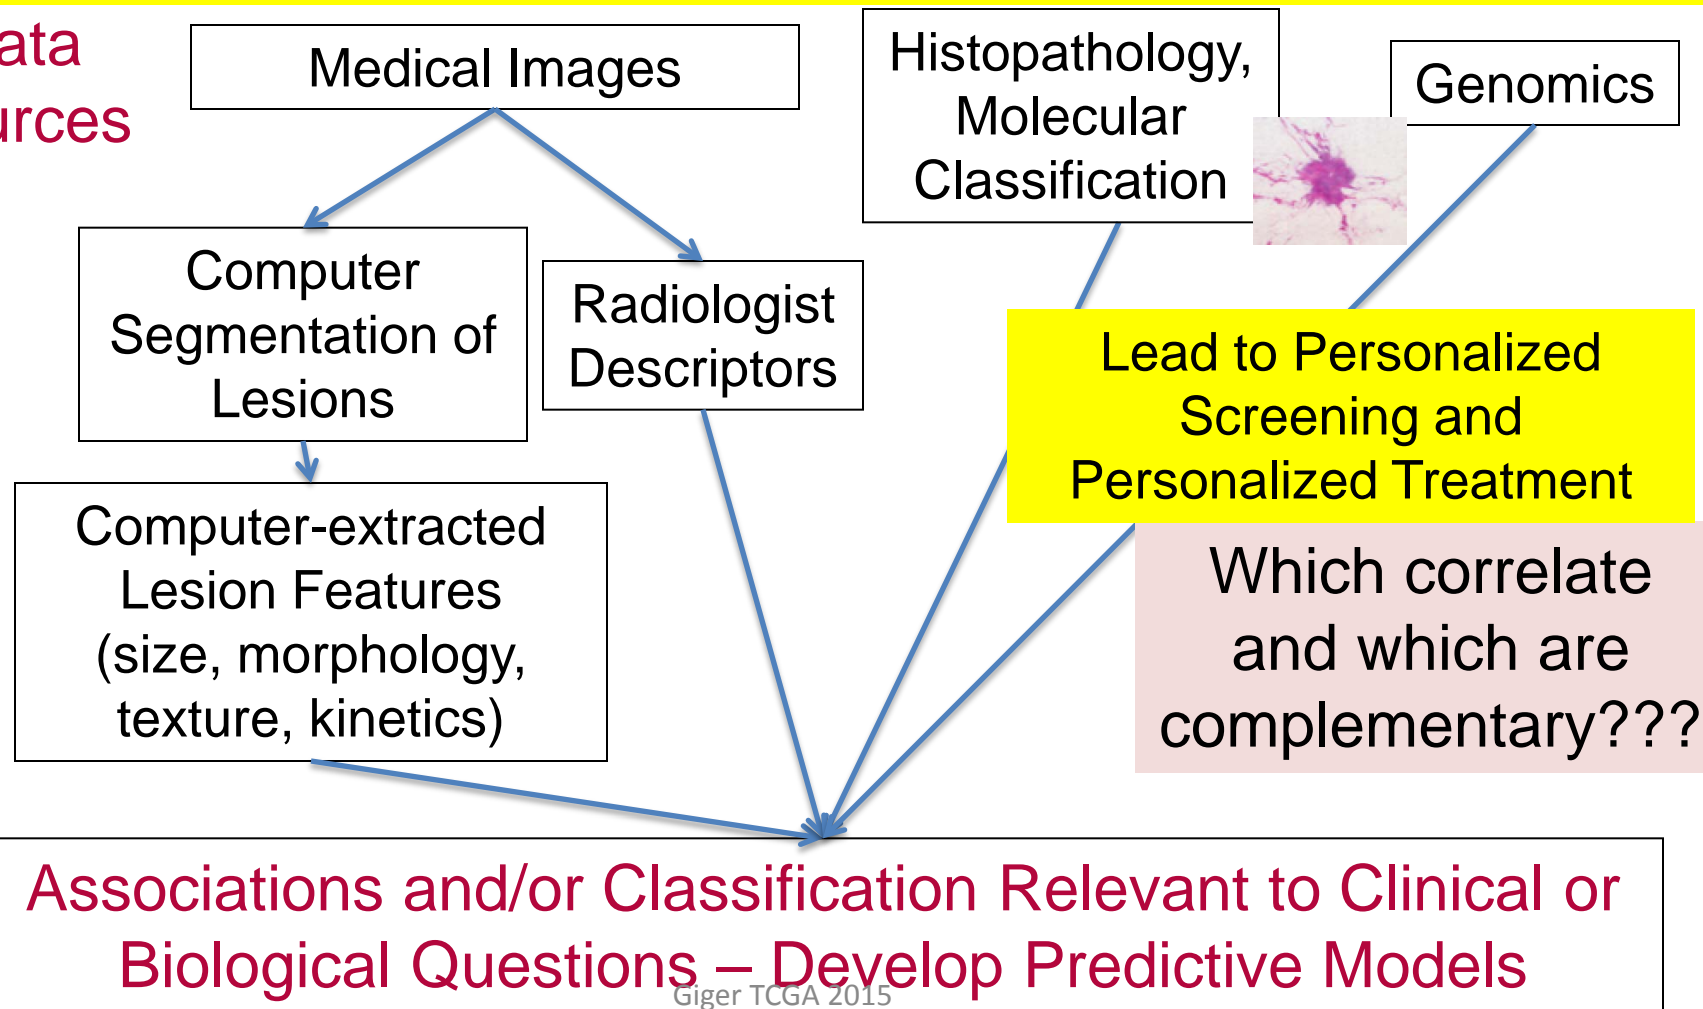 ata
urces
Medical Images
Histopathology,
Molecular
Classification
Genomics
Computer
Segmentation of
Lesions
Radiologist
Descriptors
Lead to Personalized
Screening and
Personalized Treatment
Computer-extracted
Lesion Features
(size, morphology,
texture, kinetics)
Which correlate
and which are
complementary???
Associations and/or Classification Relevant to Clinical or
Biological Questions – Develop Predictive Models
Giger TCGA 2015